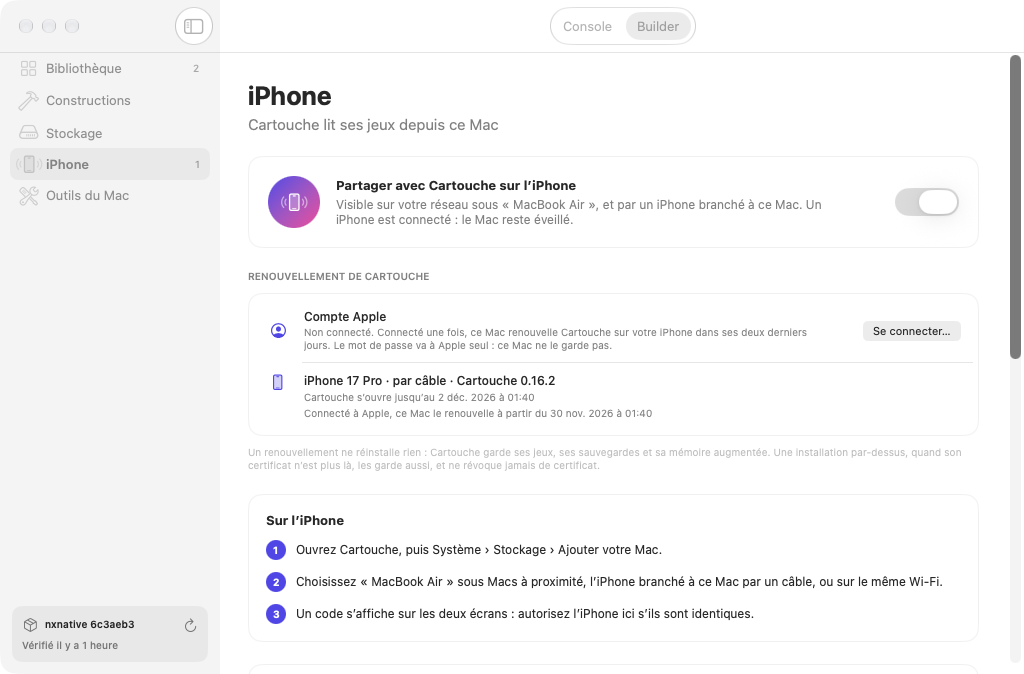 Console
Builder
Bibliothèque
2
Constructions
Stockage
iPhone
1
Outils du Mac
nxnative 6c3aeb3
Vérifié il y a 1 heure
iPhone
Cartouche lit ses jeux depuis ce Mac
Partager avec Cartouche sur l’iPhone
Visible sur votre réseau sous « MacBook Air », et par un iPhone branché à ce Mac. Un
iPhone est connecté : le Mac reste éveillé.
RENOUVELLEMENT DE CARTOUCHE
Compte Apple
Non connecté. Connecté une fois, ce Mac renouvelle Cartouche sur votre iPhone dans ses deux derniers
jours. Le mot de passe va à Apple seul : ce Mac ne le garde pas.
Se connecter…
iPhone 17 Pro · par câble · Cartouche 0.16.2
Cartouche s’ouvre jusqu’au 2 déc. 2026 à 01:40
Connecté à Apple, ce Mac le renouvelle à partir du 30 nov. 2026 à 01:40
Un renouvellement ne réinstalle rien : Cartouche garde ses jeux, ses sauvegardes et sa mémoire augmentée. Une installation par-dessus, quand son
certificat n’est plus là, les garde aussi, et ne révoque jamais de certificat.
Sur l’iPhone
1 Ouvrez Cartouche, puis Système › Stockage › Ajouter votre Mac.
2 Choisissez « MacBook Air » sous Macs à proximité, l’iPhone branché à ce Mac par un câble, ou sur le même Wi-Fi.
3 Un code s’affiche sur les deux écrans : autorisez l’iPhone ici s’ils sont identiques.